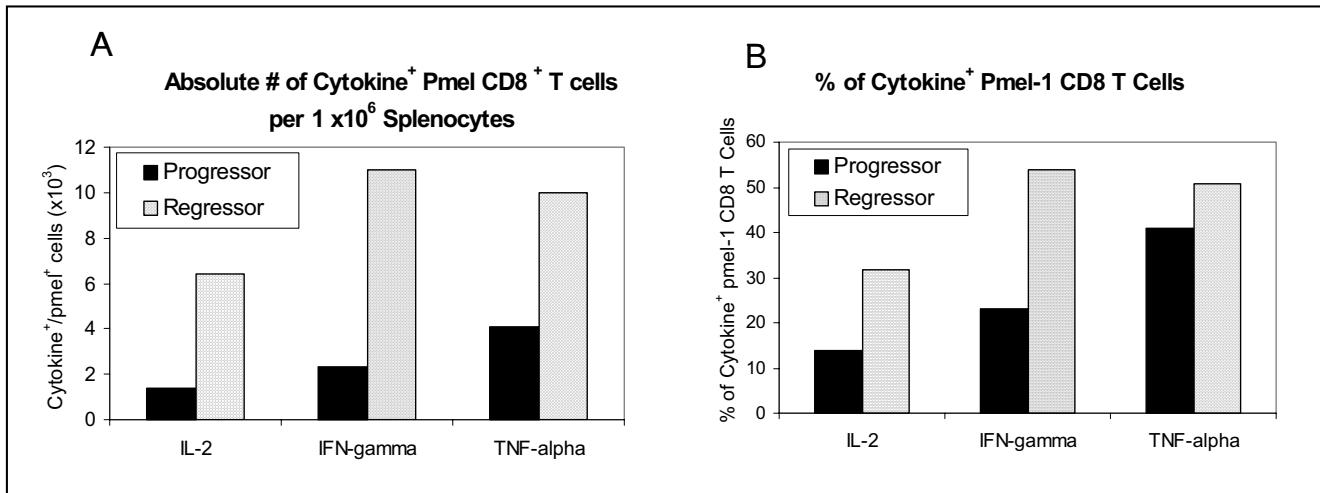 A
Absolute # of Cytokine⁺ Pmel CD8 ⁺ T cells
per 1 x10⁶ Splenocytes
Cytokine⁺/pmel⁺ cells (x10³)
12
10
8
6
4
2
0
Progressor
Regressor
IL-2 IFN-gamma TNF-alpha
B
% of Cytokine⁺ Pmel-1 CD8 T Cells
% of Cytokine⁺ pmel-1 CD8 T Cells
60
50
40
30
20
10
0
Progressor
Regressor
IL-2 IFN-gamma TNF-alpha